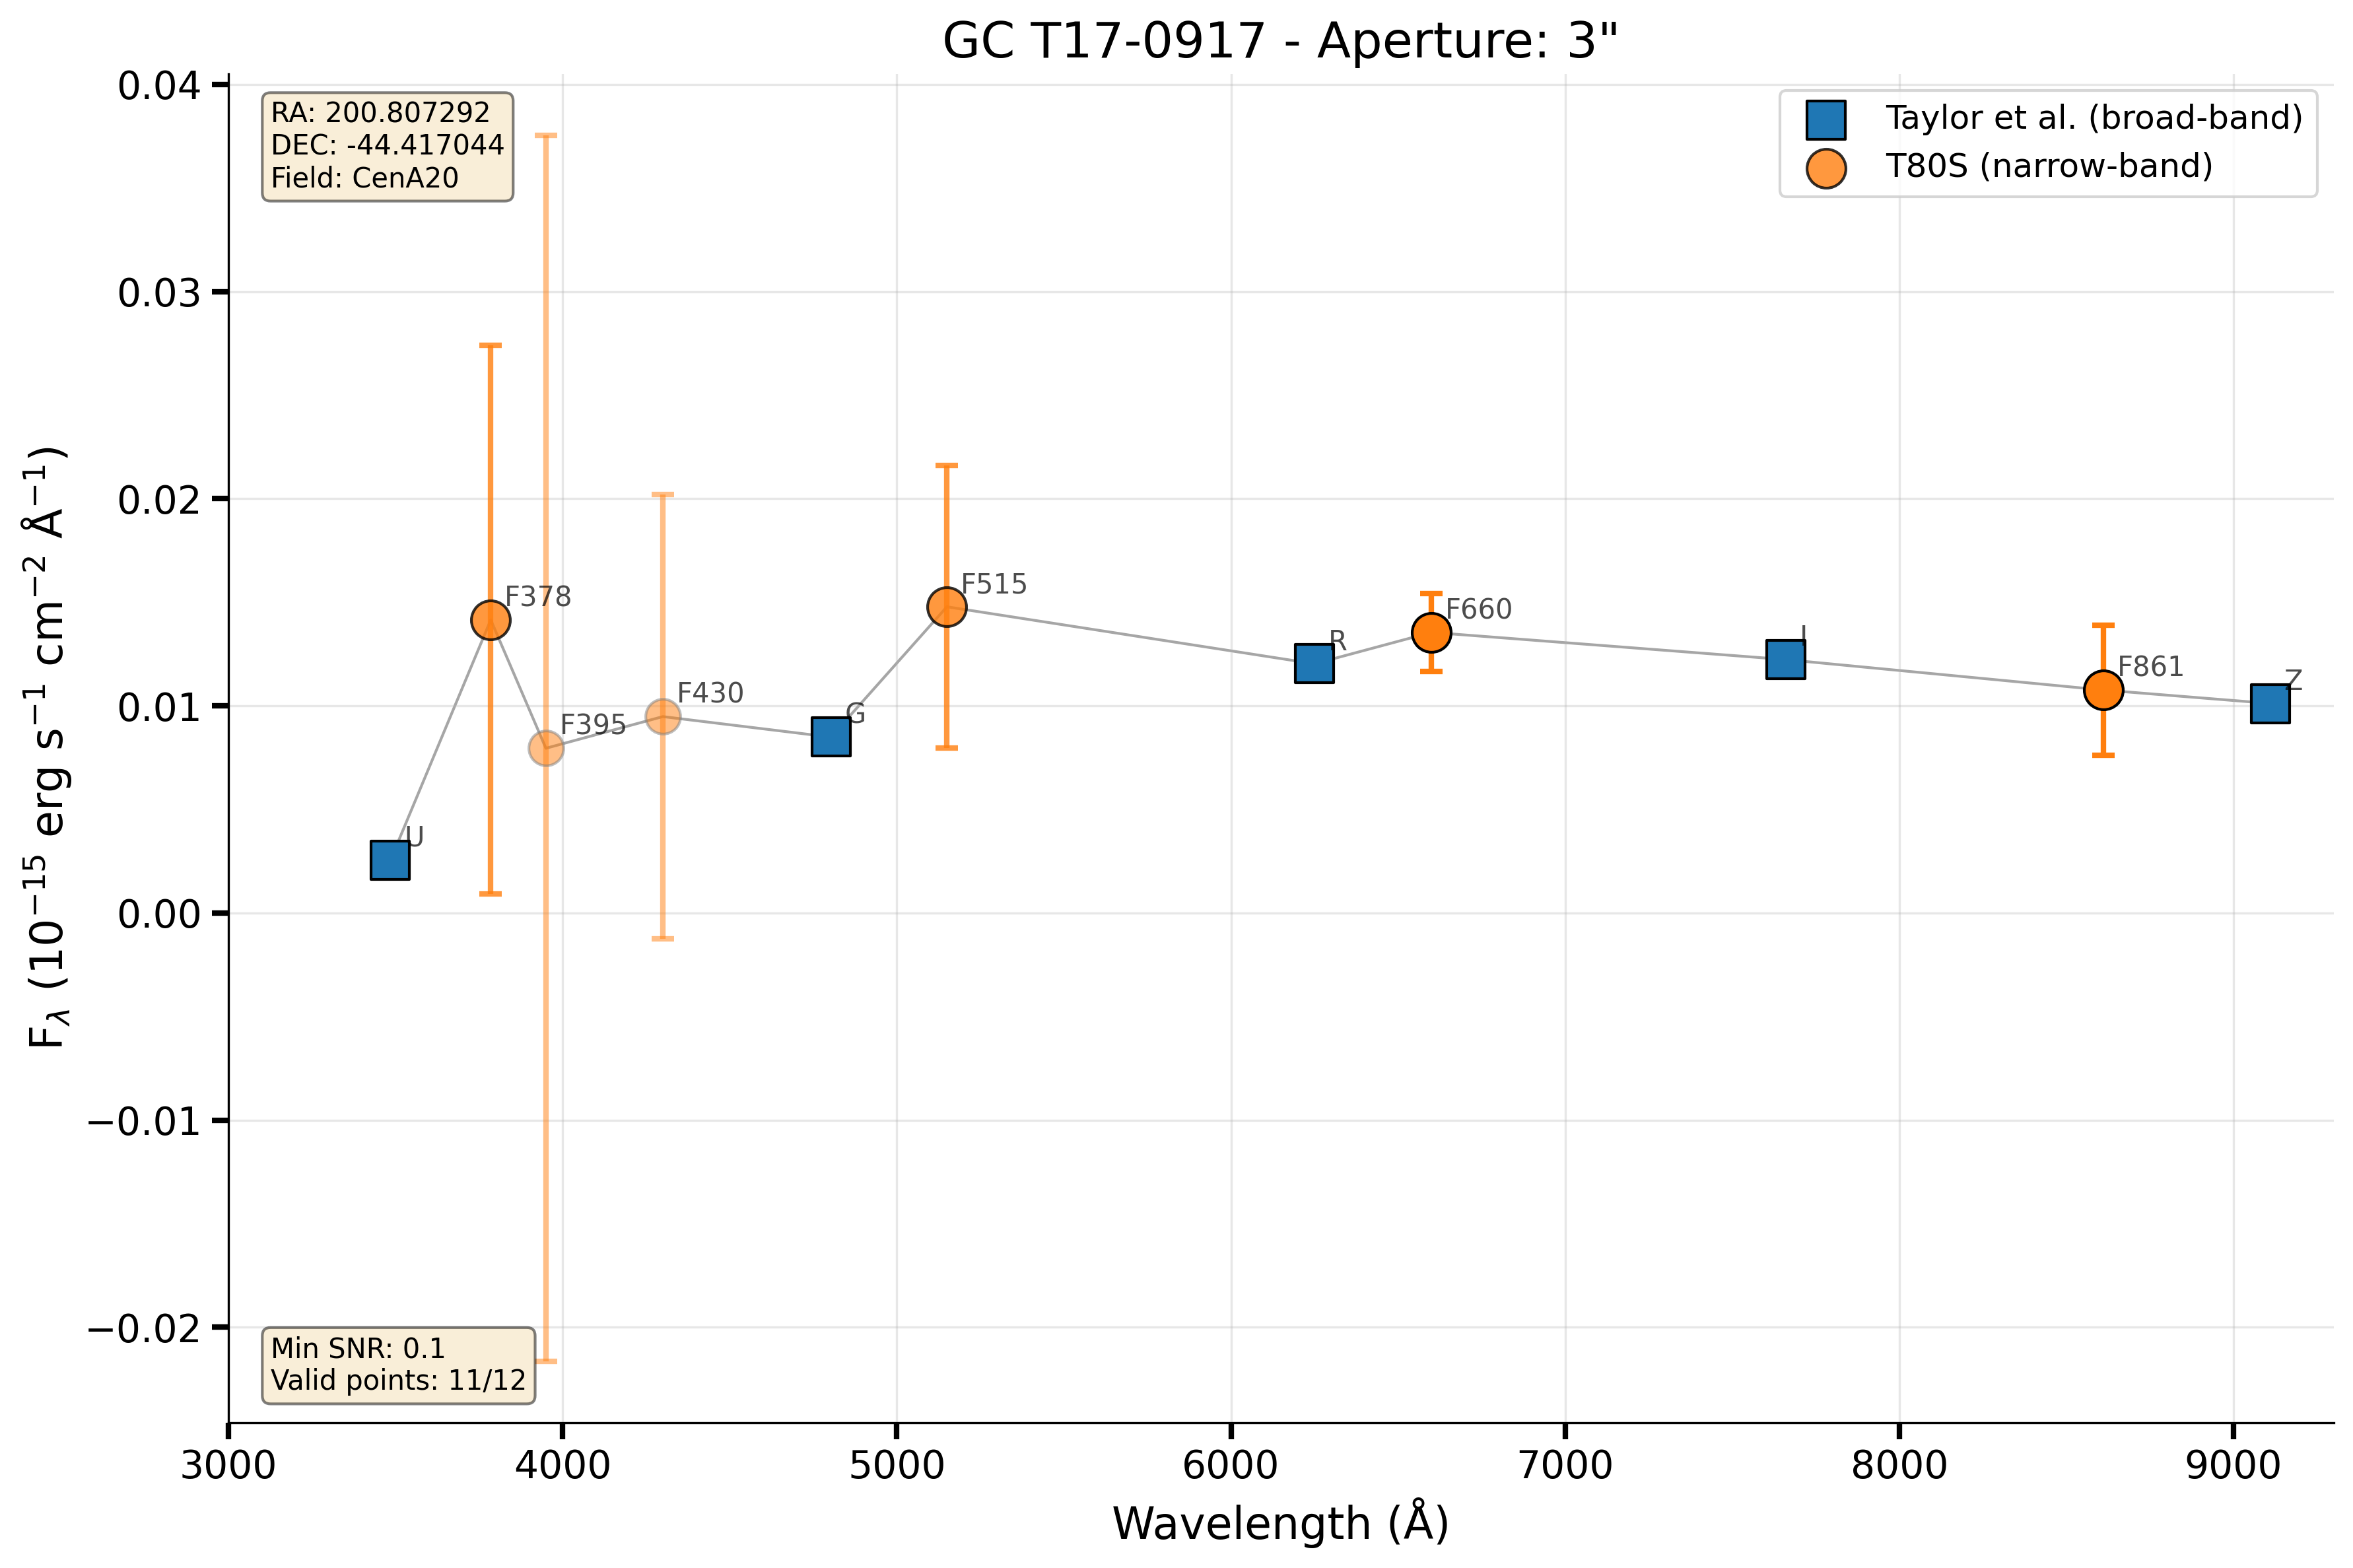 GC T17-0917 - Aperture: 3"
RA: 200.807292
DEC: -44.417044
Field: CenA20
Taylor et al. (broad-band)
T80S (narrow-band)
0.04
0.03
0.02
0.01
0.00
−0.01
−0.02
F$_{λ}$ (10$^{−15}$ erg s$^{−1}$ cm$^{−2}$ Å$^{−1}$)
U
F378
F395
F430
G
F515
R
F660
I
F861
Z
Min SNR: 0.1
Valid points: 11/12
3000 4000 5000 6000 7000 8000 9000
Wavelength (Å)